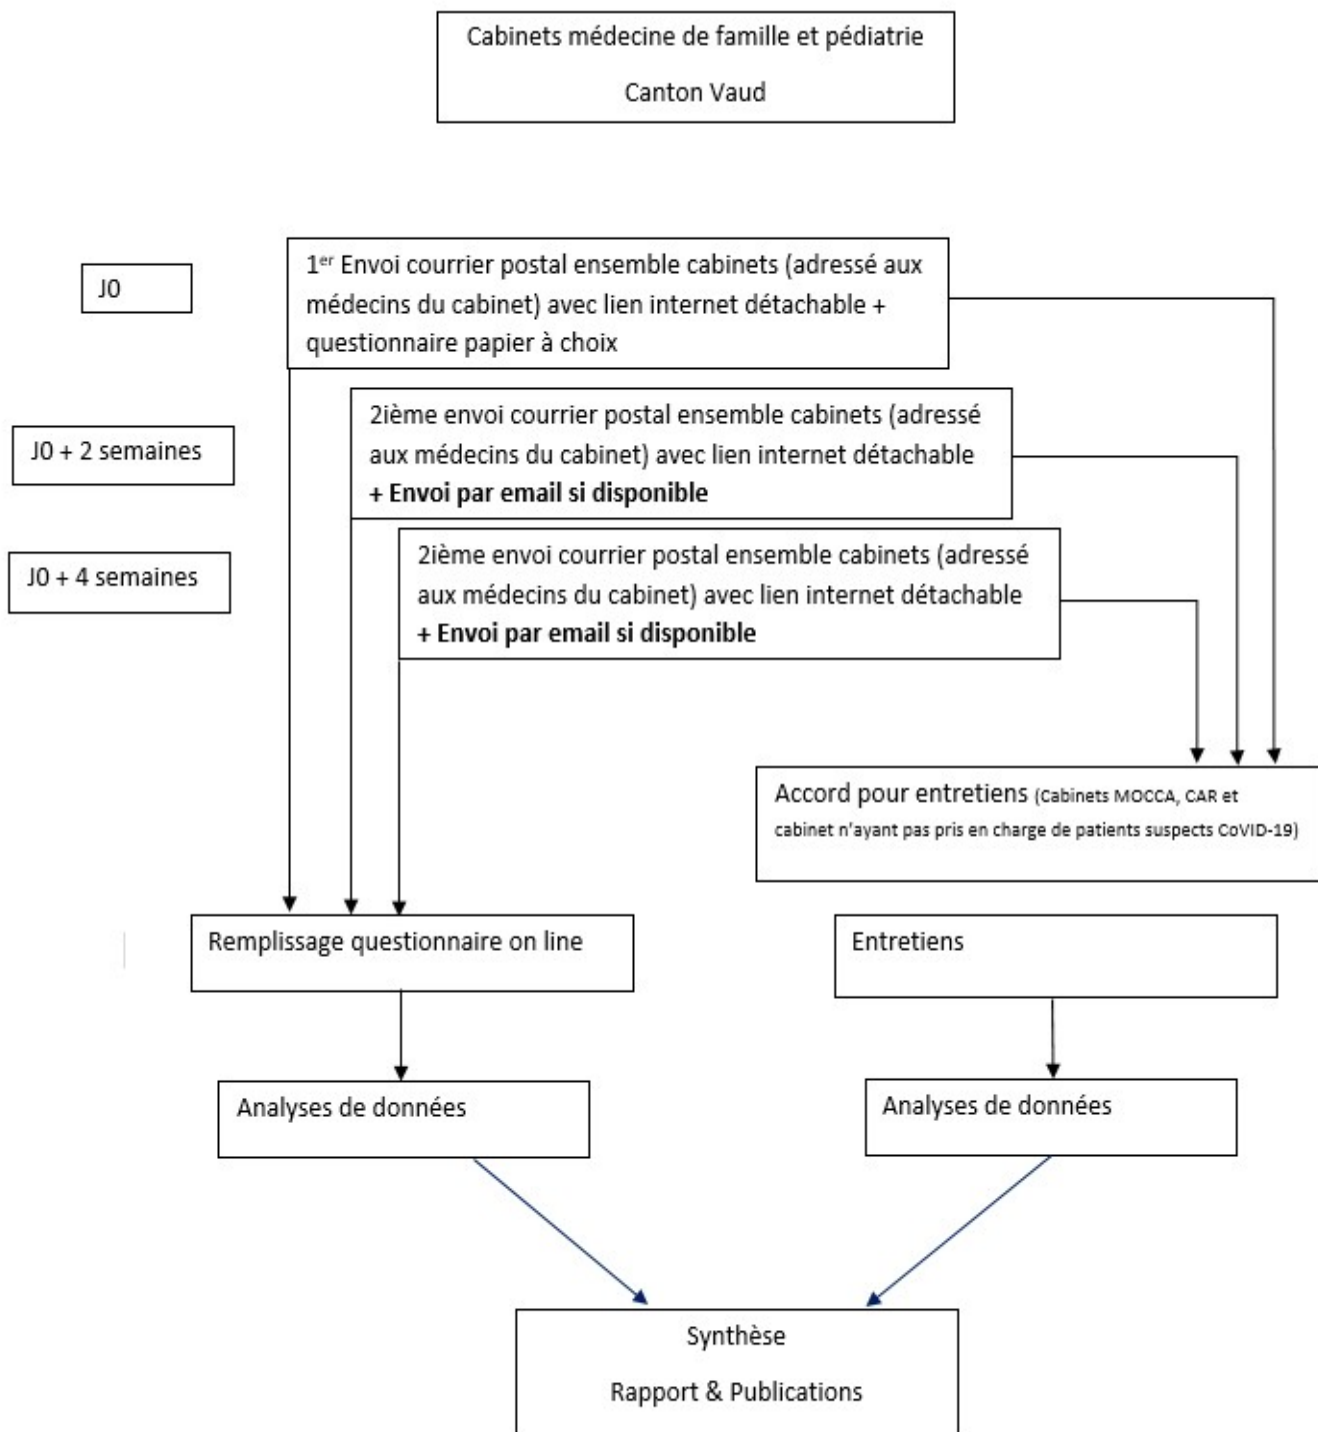 Cabinets médecine de famille et pédiatrie
Canton Vaud
J0
1er Envoi courrier postal ensemble cabinets (adressé aux
médecins du cabinet) avec lien internet détachable +
questionnaire papier à choix
J0 + 2 semaines
2ième envoi courrier postal ensemble cabinets (adressé
aux médecins du cabinet) avec lien internet détachable
+ Envoi par email si disponible
J0 + 4 semaines
2ième envoi courrier postal ensemble cabinets (adressé
aux médecins du cabinet) avec lien internet détachable
+ Envoi par email si disponible
Accord pour entretiens (Cabinets MOCCA, CAR et
cabinet n'ayant pas pris en charge de patients suspects CoVID-19)
Remplissage questionnaire on line
Entretiens
Analyses de données
Analyses de données
Synthèse
Rapport & Publications